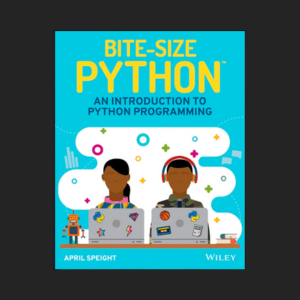 BITE-SIZE
PYTHON™
AN INTRODUCTION TO
PYTHON PROGRAMMING
APRIL SPEIGHT
WILEY